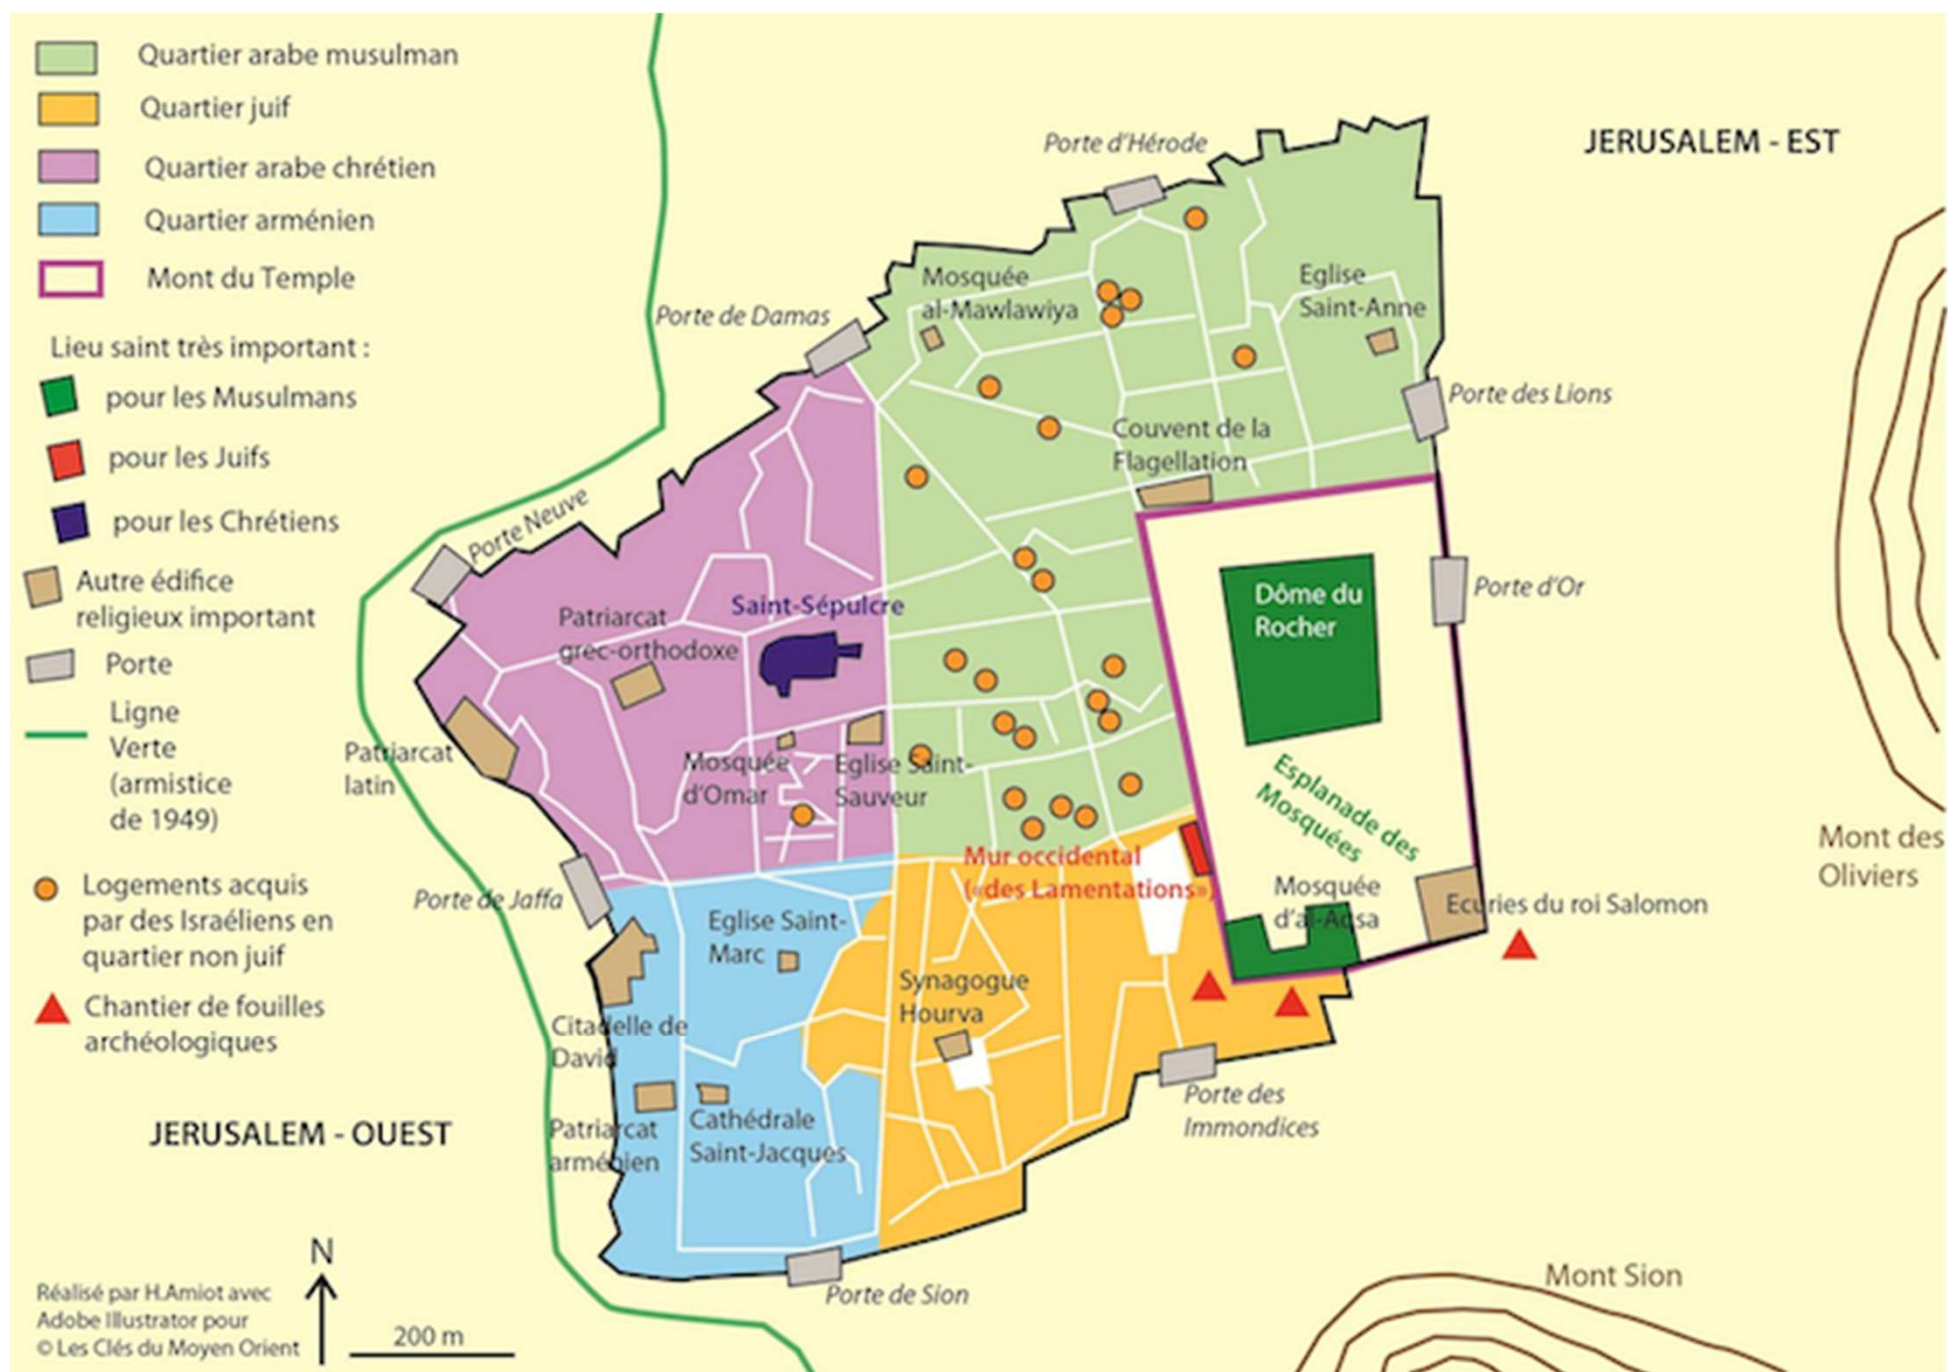 Quartier arabe musulman
Quartier juif
Quartier arabe chrétien
Quartier arménien
Mont du Temple
Lieu saint très important :
pour les Musulmans
pour les Juifs
pour les Chrétiens
Autre édifice
religieux important
Porte
Ligne
Verte
(armistice
de 1949)
Logements acquis
par des Israéliens en
quartier non juif
Chantier de fouilles
archéologiques
JERUSALEM - OUEST
N
Réalisé par H.Amiot avec
Adobe Illustrator pour
© Les Clés du Moyen Orient
200 m
JERUSALEM - EST
Porte d'Hérode
Mosquée
al-Mawlawiya
Eglise
Saint-Anne
Porte de Damas
Porte des Lions
Couvent de la
Flagellation
Porte Neuve
Dôme du
Rocher
Porte d'Or
Saint-Sépulcre
Patriarcat
grec-orthodoxe
Patriarcat
latin
Mosquée
d'Omar
Eglise Saint-
Sauveur
Esplanade des
Mosquées
Mont des
Oliviers
Mur occidental
(«des Lamentations»)
Mosquée
d'al-Aqsa
Ecuries du roi Salomon
Porte de Jaffa
Eglise Saint-
Marc
Synagogue
Hourva
Citadelle de
David
Porte des
Immondices
Patriarcat
arménien
Cathédrale
Saint-Jacques
Porte de Sion
Mont Sion